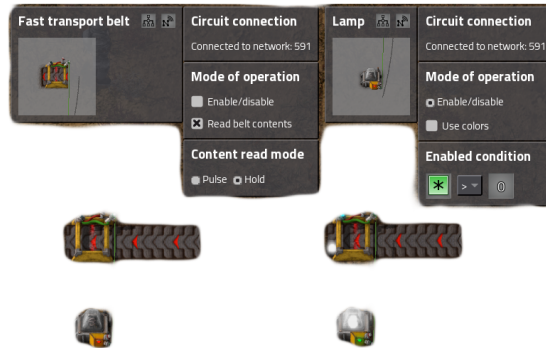 Fast transport belt
Circuit connection
Connected to network: 591
Mode of operation
Enable/disable
Read belt contents
Content read mode
Pulse Hold
Lamp
Circuit connection
Connected to network: 591
Mode of operation
Enable/disable
Use colors
Enabled condition
* > 0